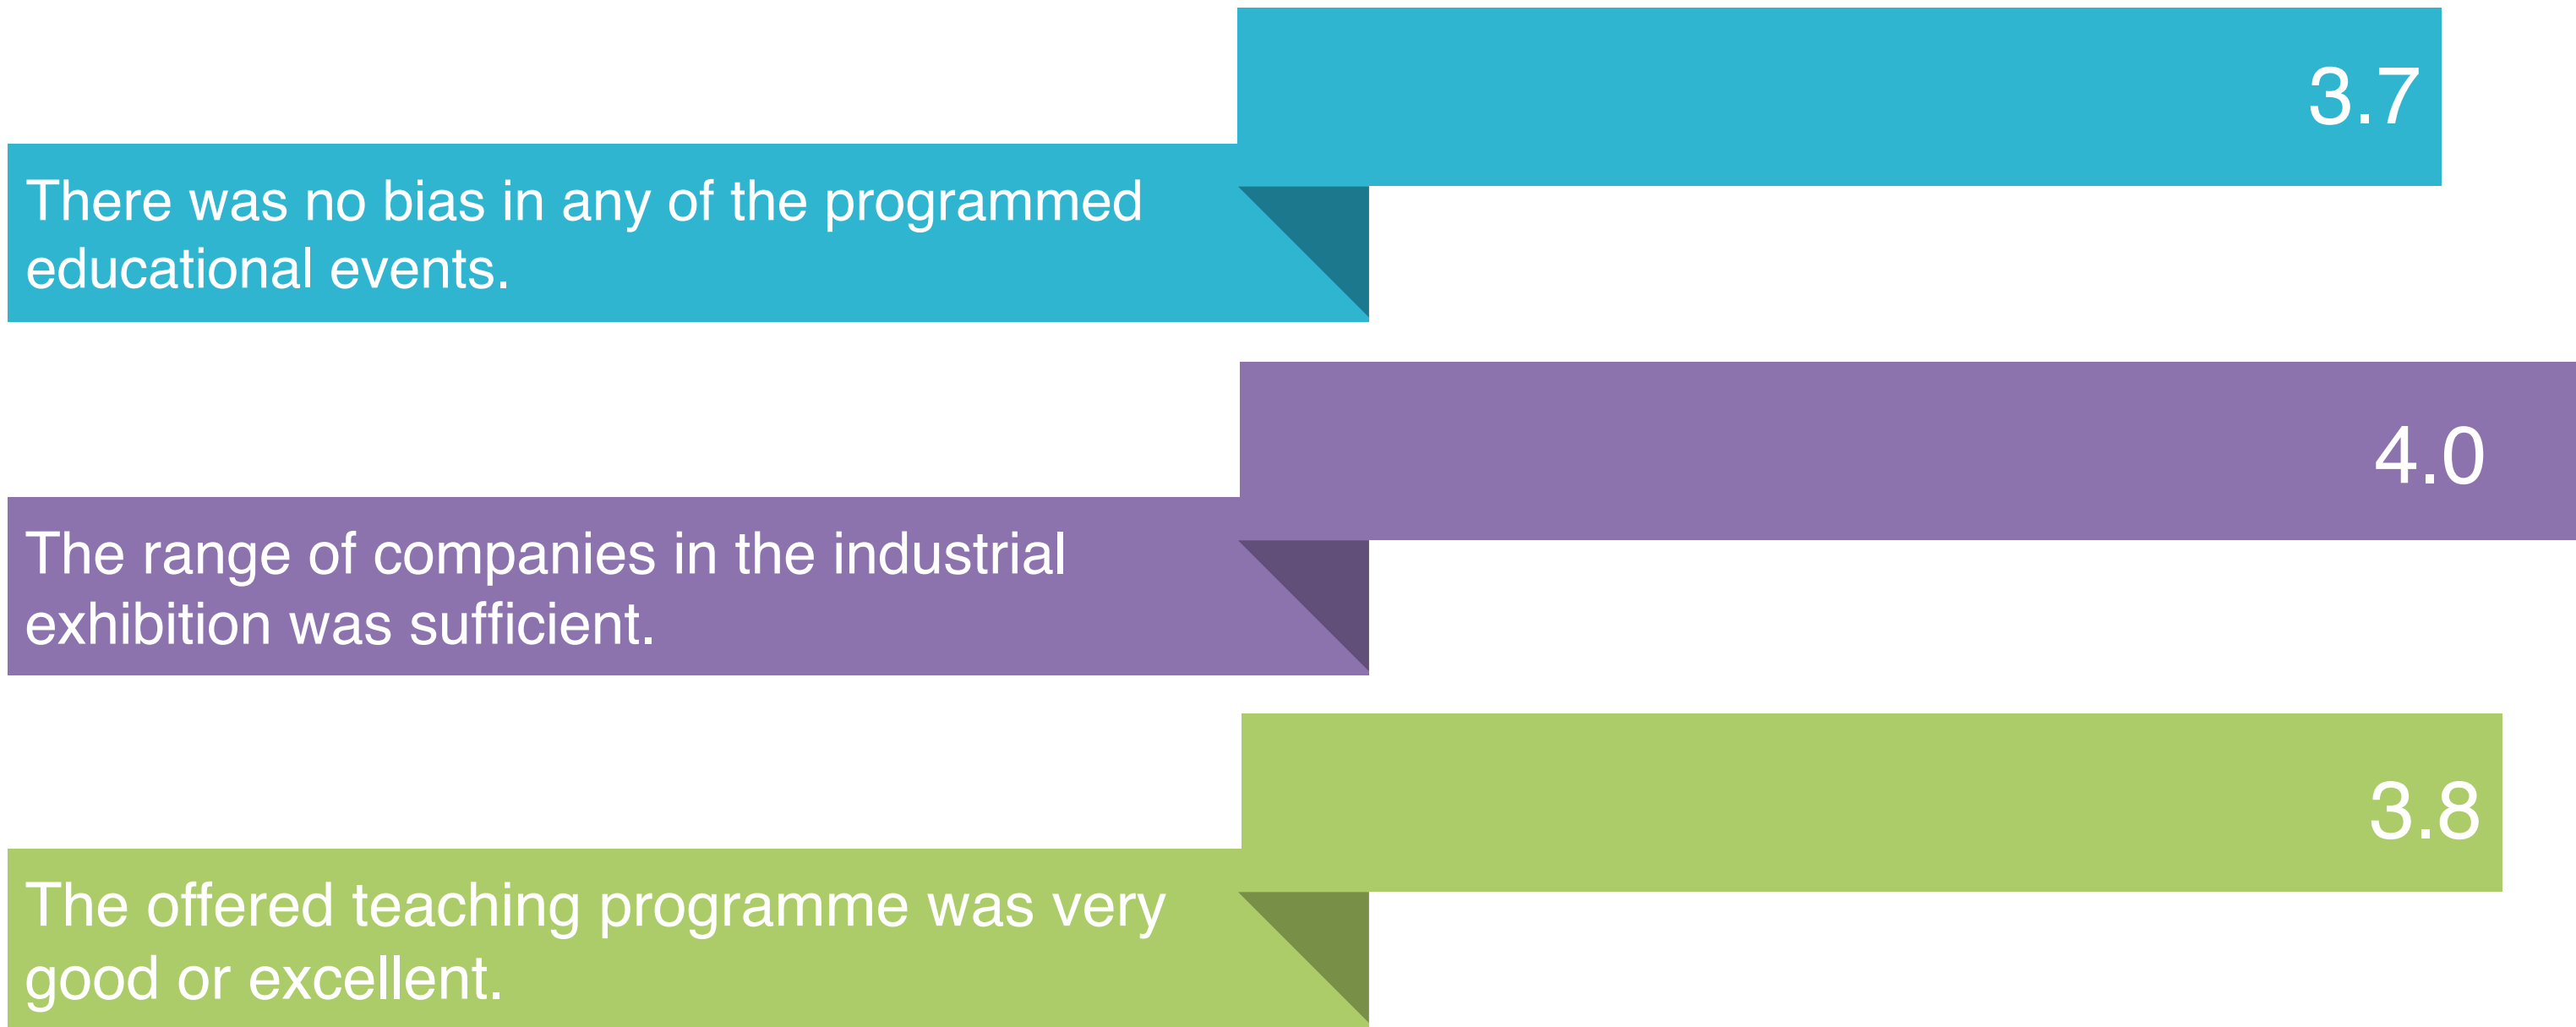 3.7
There was no bias in any of the programmed
educational events.
4.0
The range of companies in the industrial
exhibition was sufficient.
3.8
The offered teaching programme was very
good or excellent.